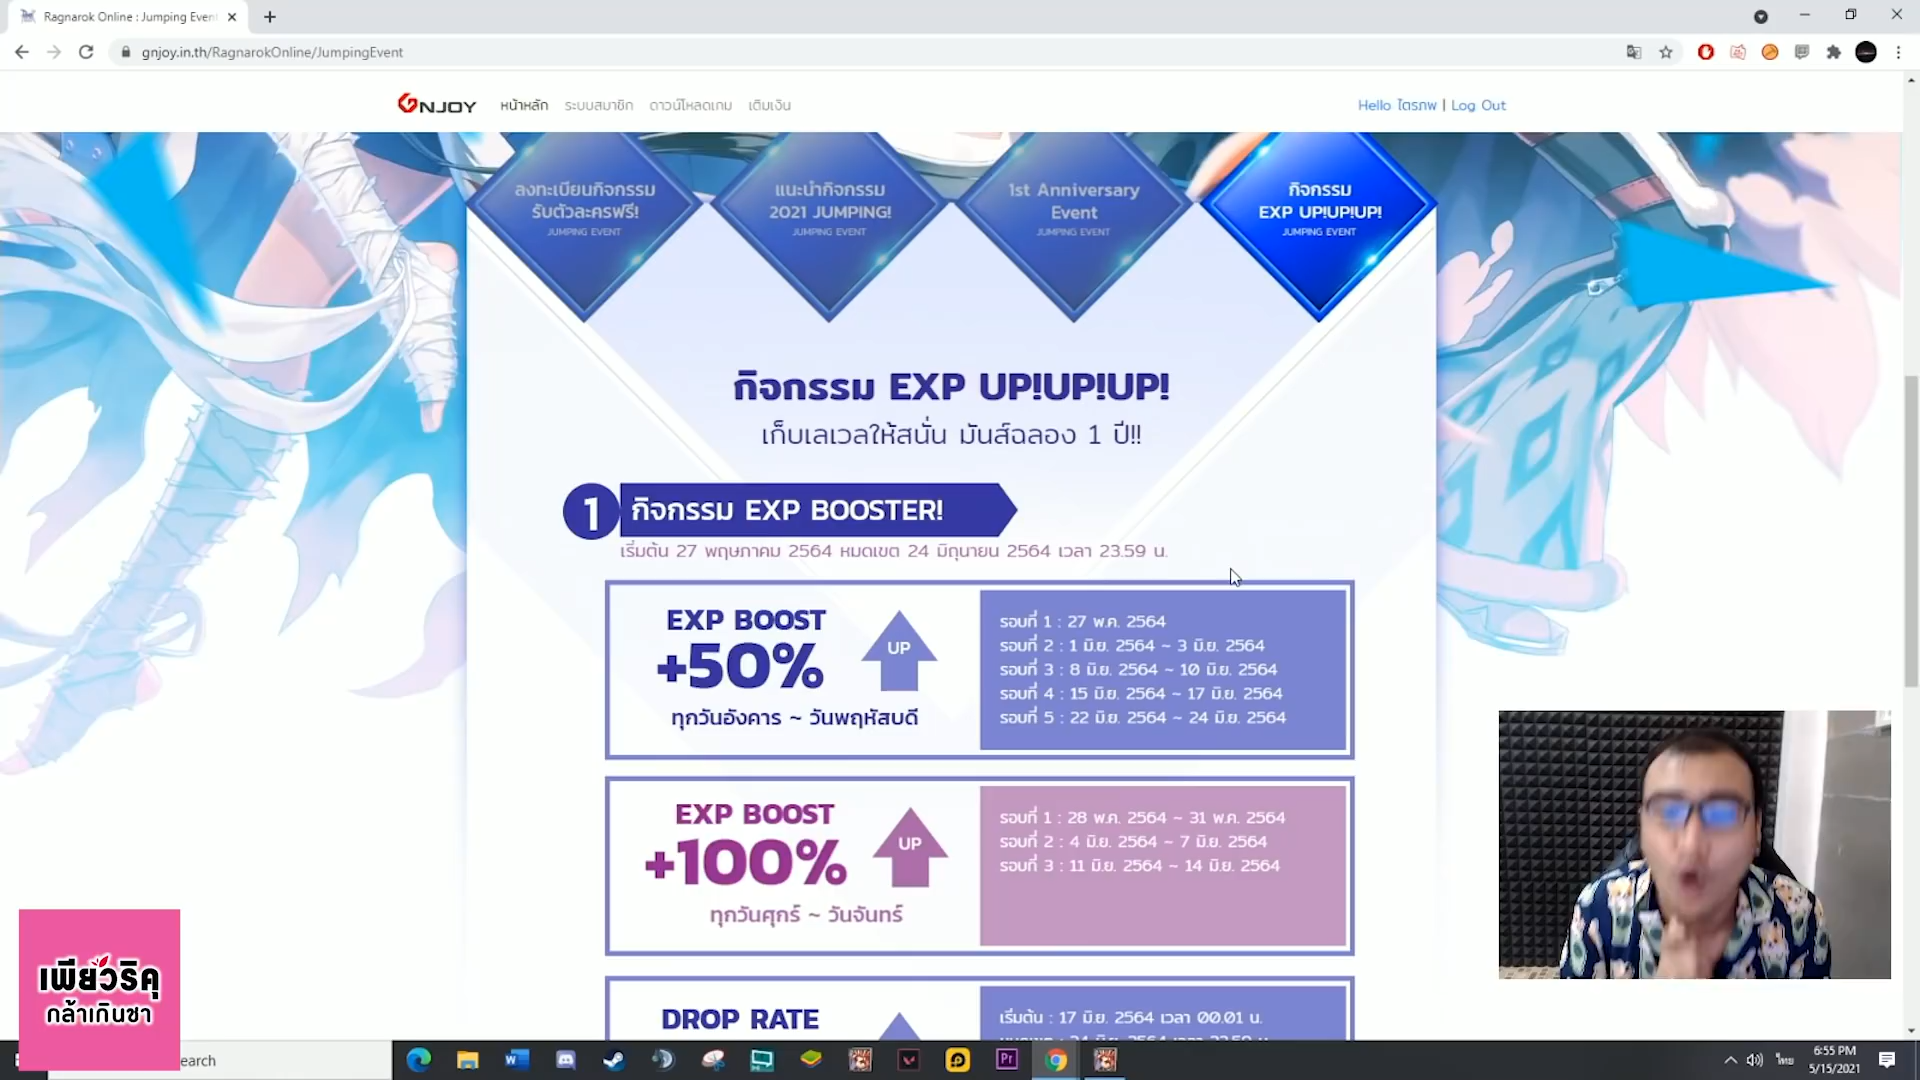 Ragnarok Online : Jumping Event
gnjoy.in.th/RagnarokOnline/JumpingEvent
GNJOY
หน้าหลัก ระบบสมาชิก ดาวน์โหลดเกม เติมเงิน
Hello ไตรภพ | Log Out
ลงทะเบียนกิจกรรม
รับตัวละครฟรี!
JUMPING EVENT
แนะนำกิจกรรม
2021 JUMPING!
JUMPING EVENT
1st Anniversary
Event
JUMPING EVENT
กิจกรรม
EXP UP!UP!UP!
JUMPING EVENT
กิจกรรม EXP UP!UP!UP!
เก็บเลเวลให้สนั่น มันส์ฉลอง 1 ปี!!
1 กิจกรรม EXP BOOSTER!
เริ่มต้น 27 พฤษภาคม 2564 หมดเขต 24 มิถุนายน 2564 เวลา 23.59 น.
EXP BOOST
+50%
UP
ทุกวันอังคาร ~ วันพฤหัสบดี
รอบที่ 1 : 27 พ.ค. 2564
รอบที่ 2 : 1 มิ.ย. 2564 ~ 3 มิ.ย. 2564
รอบที่ 3 : 8 มิ.ย. 2564 ~ 10 มิ.ย. 2564
รอบที่ 4 : 15 มิ.ย. 2564 ~ 17 มิ.ย. 2564
รอบที่ 5 : 22 มิ.ย. 2564 ~ 24 มิ.ย. 2564
EXP BOOST
+100%
UP
ทุกวันศุกร์ ~ วันจันทร์
รอบที่ 1 : 28 พ.ค. 2564 ~ 31 พ.ค. 2564
รอบที่ 2 : 4 มิ.ย. 2564 ~ 7 มิ.ย. 2564
รอบที่ 3 : 11 มิ.ย. 2564 ~ 14 มิ.ย. 2564
DROP RATE
เริ่มต้น : 17 มิ.ย. 2564 เวลา 00.01 น.
เพียวริคุ
กล้าเกินชา
earch
Pr
ไทย
6:55 PM
5/15/2021